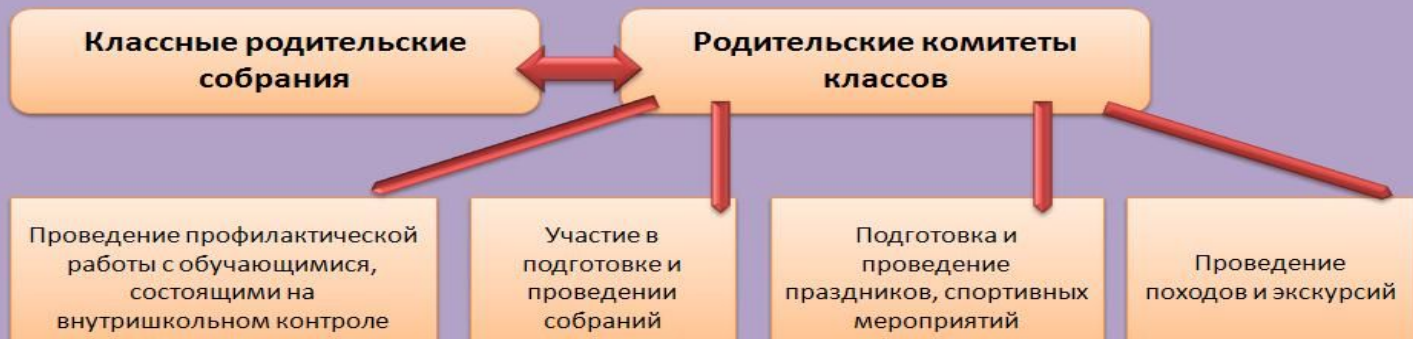 Классные родительские
собрания
Родительские комитеты
классов
Проведение профилактической
работы с обучающимися,
состоящими на
внутришкольном контроле
Участие в
подготовке и
проведении
собраний
Подготовка и
проведение
праздников, спортивных
мероприятий
Проведение
походов и экскурсий